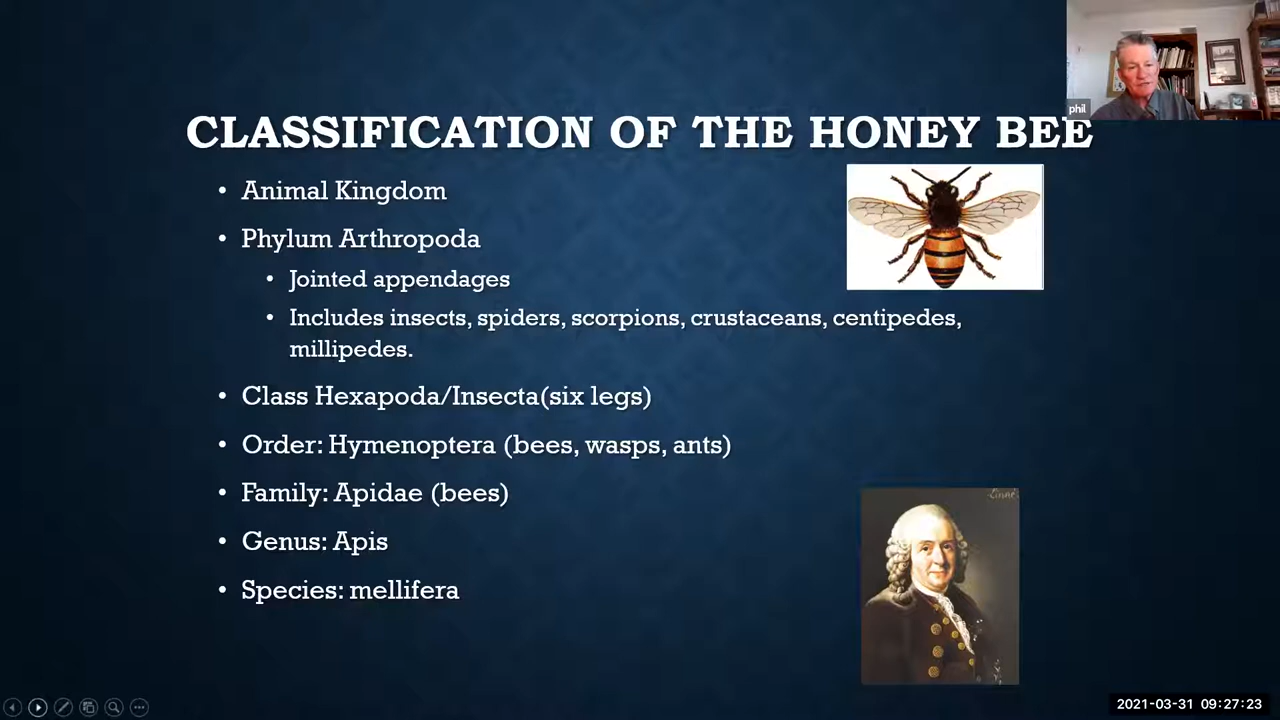 phil
CLASSIFICATION OF THE HONEY BEE
• Animal Kingdom
• Phylum Arthropoda
• Jointed appendages
• Includes insects, spiders, scorpions, crustaceans, centipedes,
millipedes.
• Class Hexapoda/Insecta(six legs)
• Order: Hymenoptera (bees, wasps, ants)
• Family: Apidae (bees)
• Genus: Apis
• Species: mellifera
Linné
2021-03-31 09:27:23